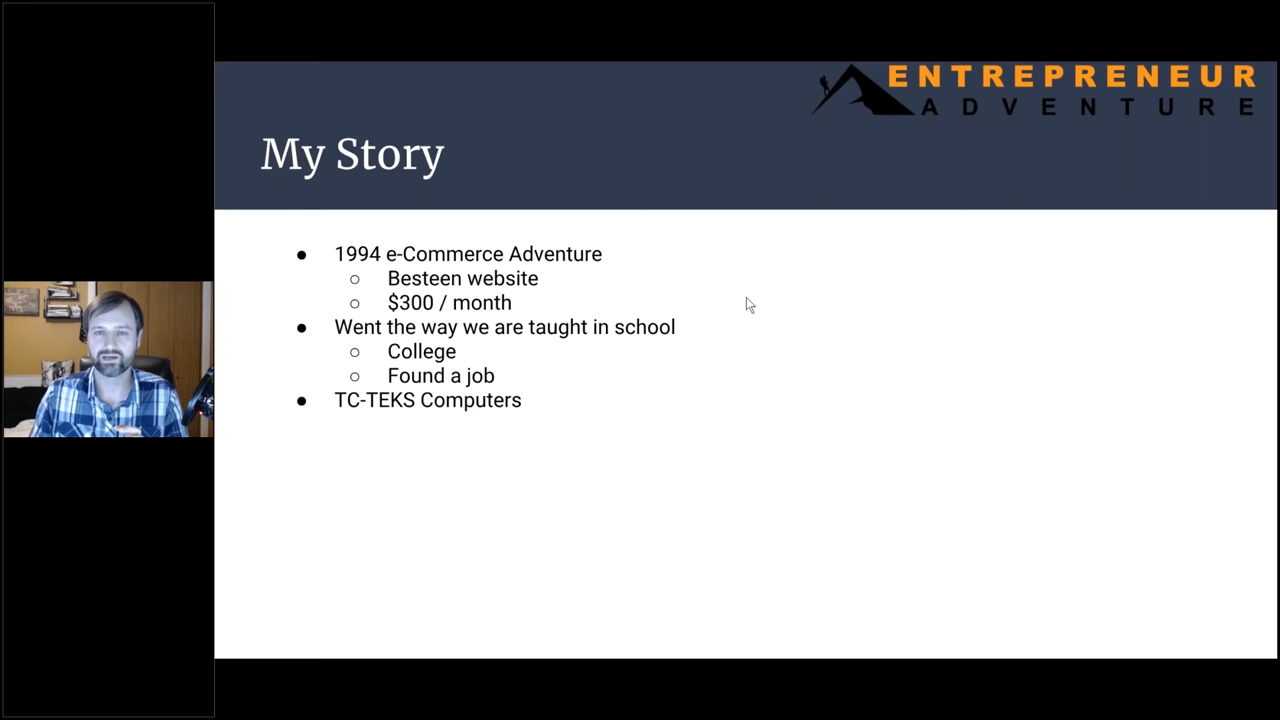 ENTREPRENEUR
ADVENTURE
My Story
● 1994 e-Commerce Adventure
○ Besteen website
○ $300 / month
● Went the way we are taught in school
○ College
○ Found a job
● TC-TEKS Computers